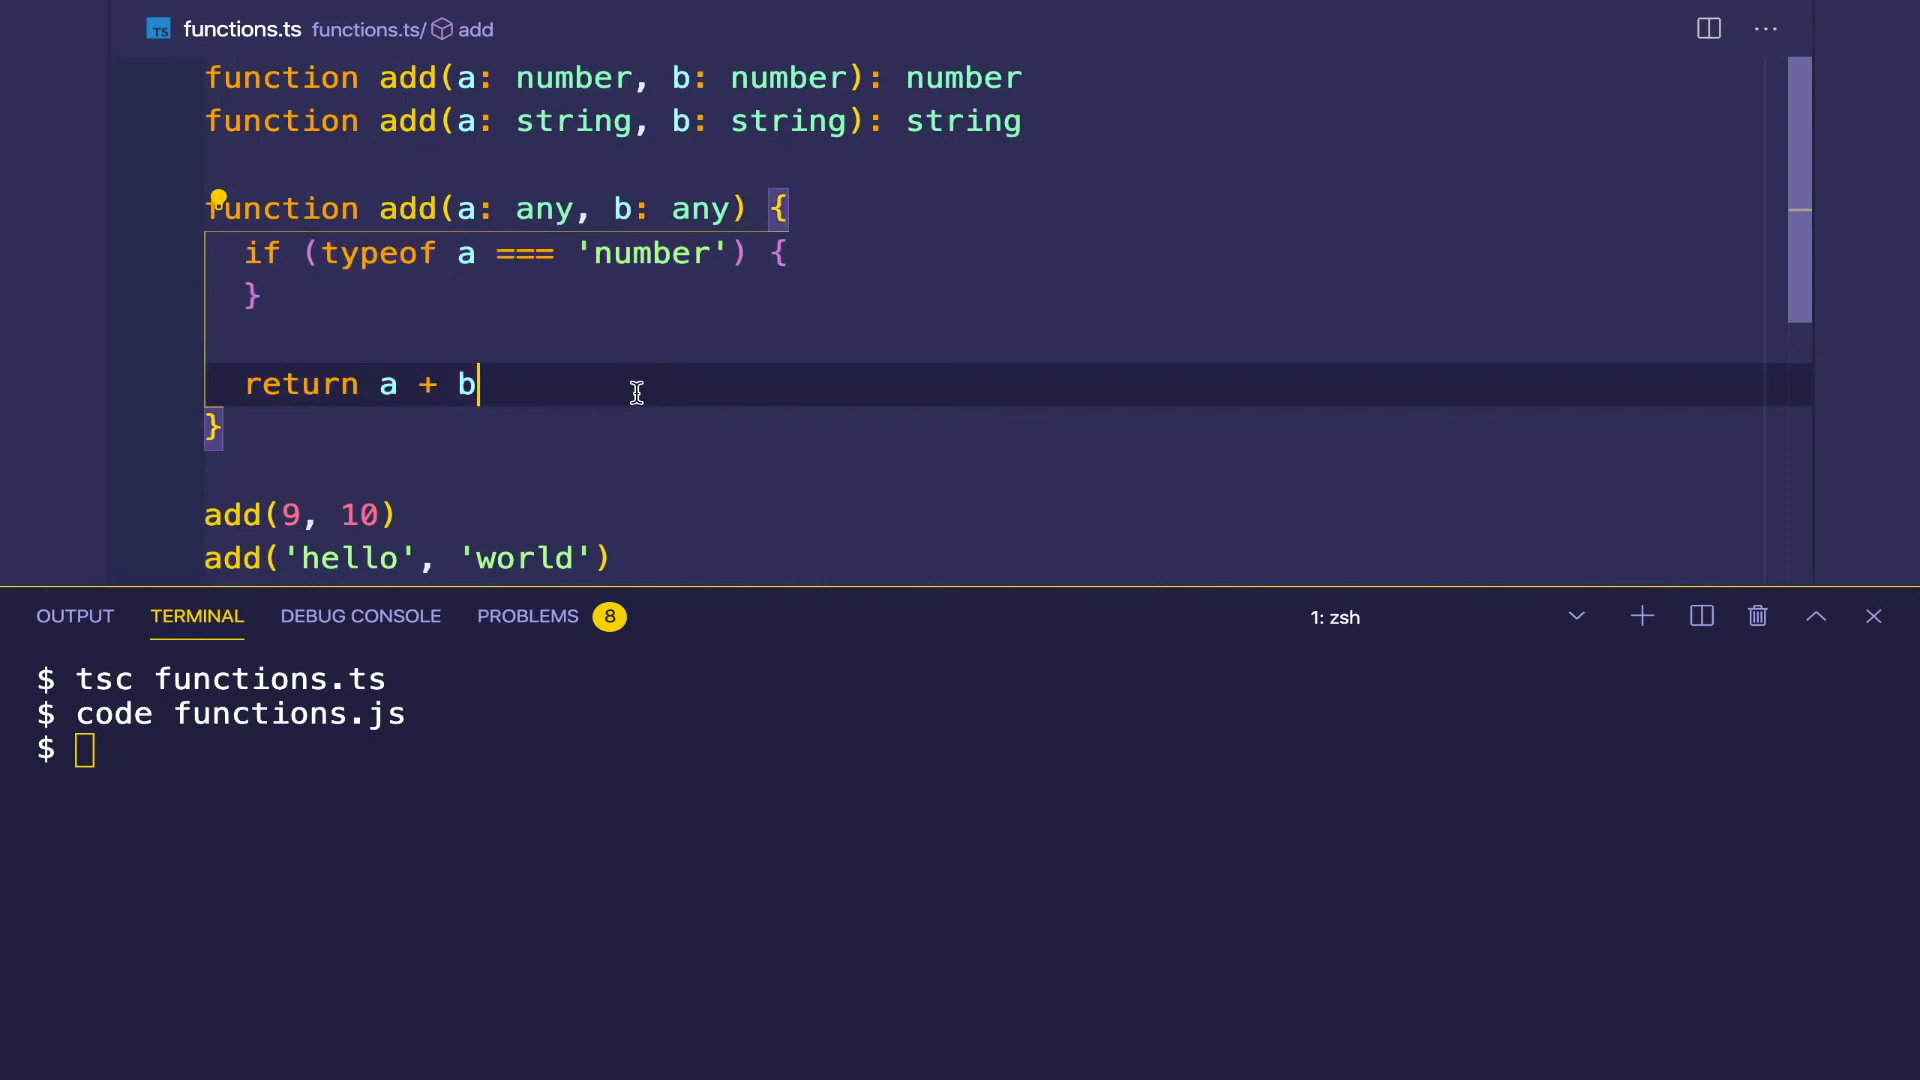 TS functions.ts functions.ts/ add
function add(a: number, b: number): number
function add(a: string, b: string): string
function add(a: any, b: any) {
if (typeof a === 'number') {
}
return a + b
}
add(9, 10)
add('hello', 'world')
OUTPUT TERMINAL DEBUG CONSOLE PROBLEMS 8 1: zsh
$ tsc functions.ts
$ code functions.js
$